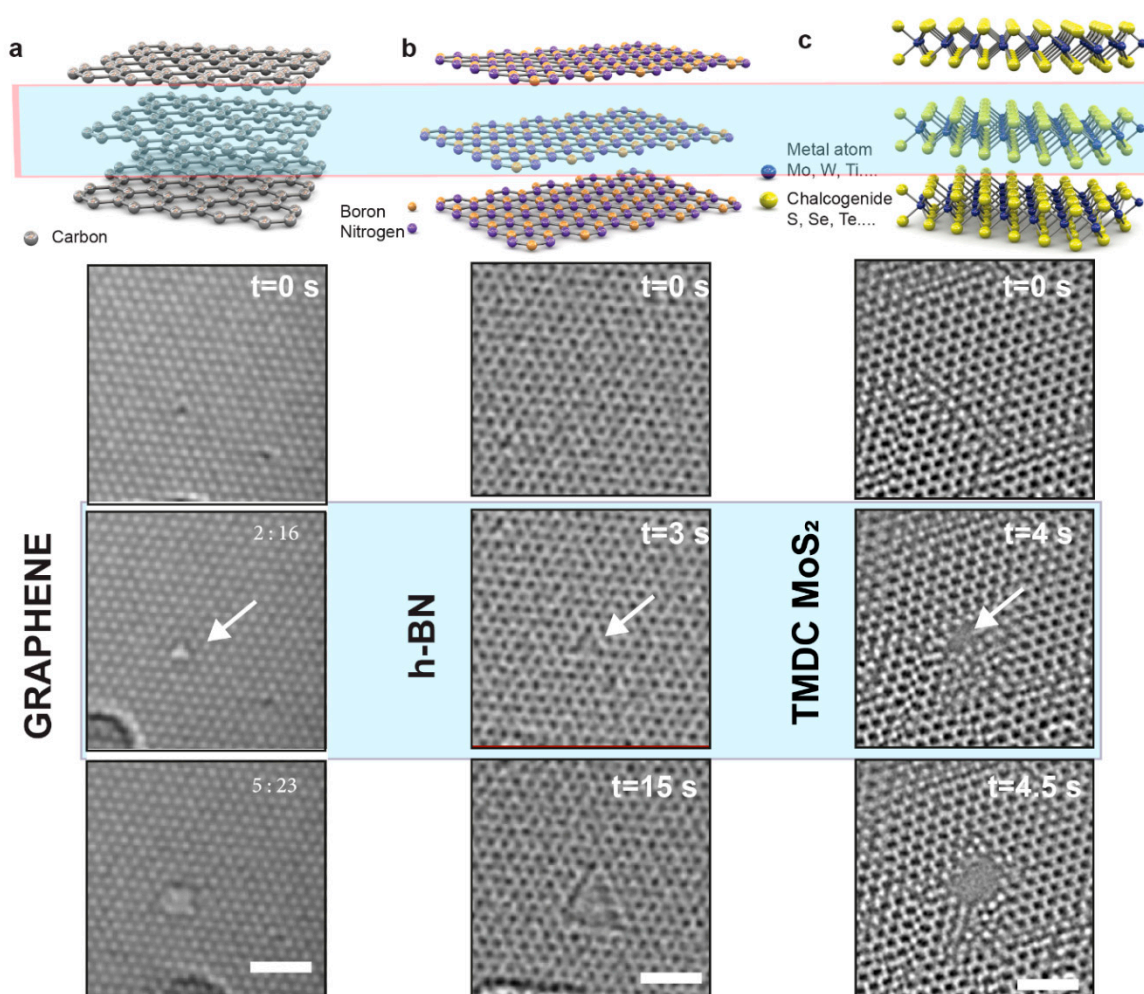 a
b
c
Metal atom
Mo, W, Ti....
Chalcogenide
S, Se, Te....
Boron
Nitrogen
Carbon
t=0 s
t=0 s
t=0 s
GRAPHENE
2:16
h-BN
t=3 s
TMDC MoS₂
t=4 s
5:23
t=15 s
t=4.5 s